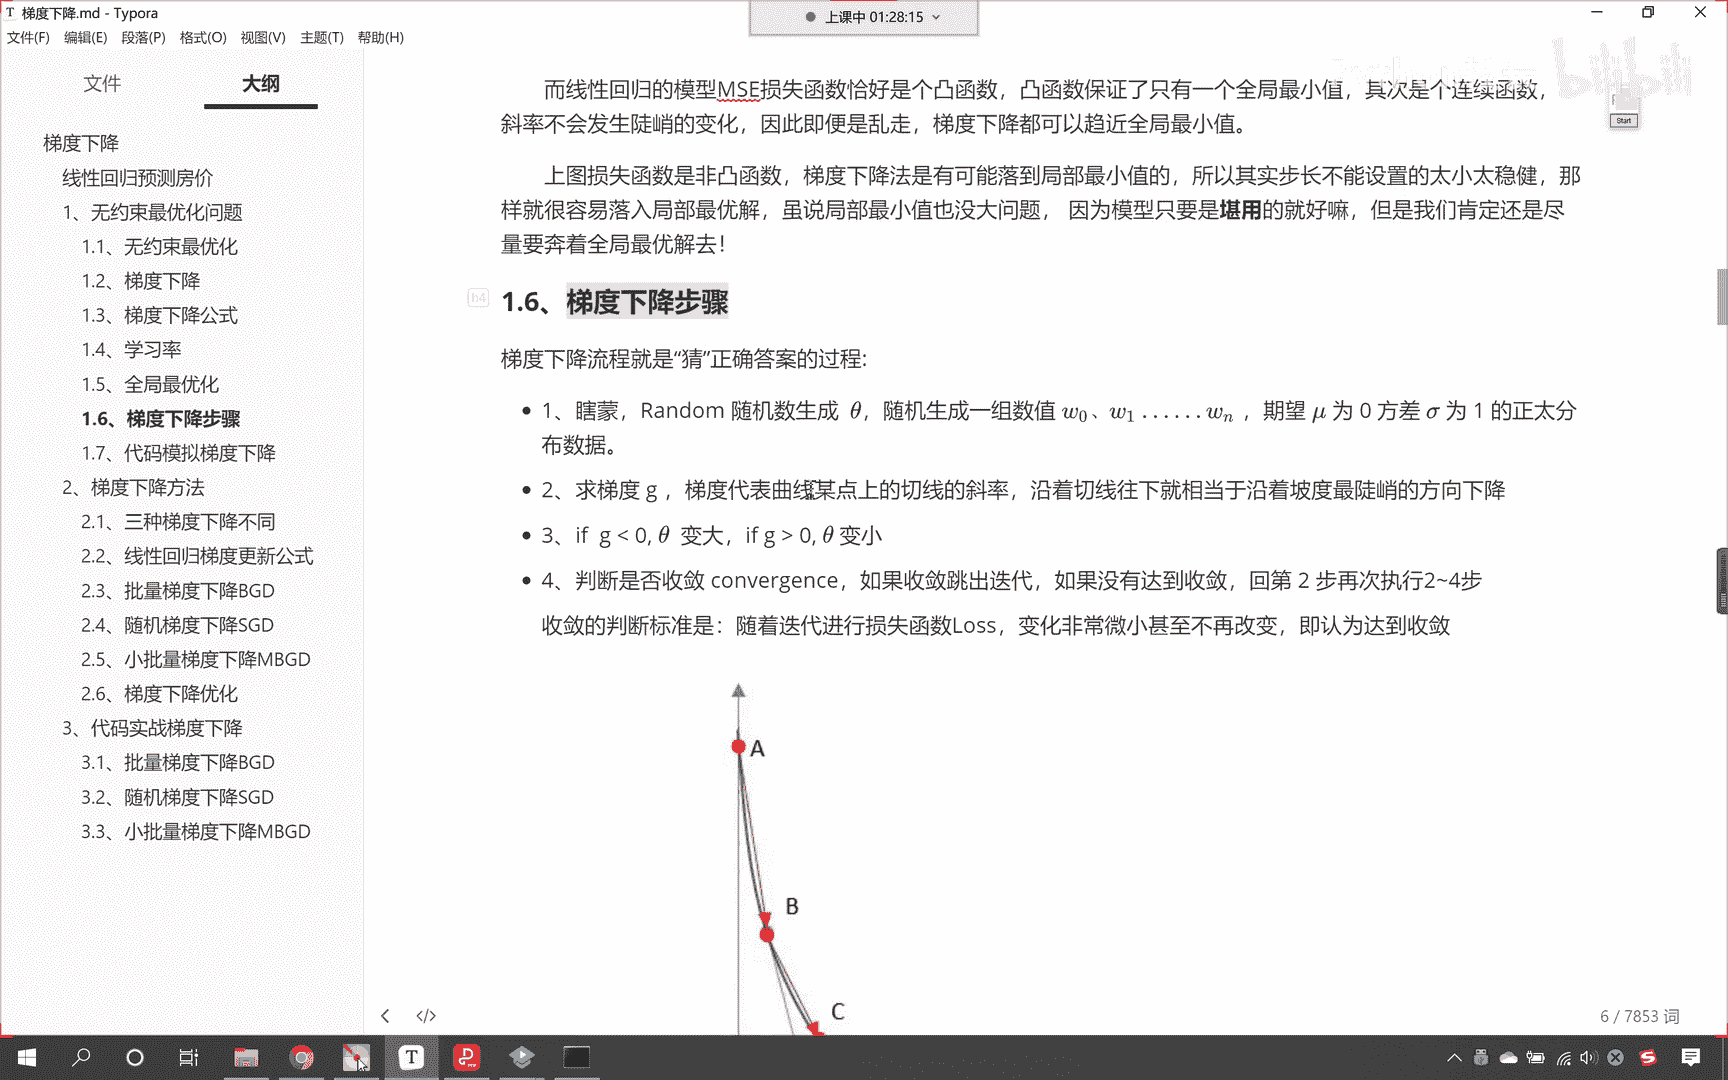 梯度下降.md - Typora
上课中 01:28:15
文件(F) 编辑(E) 段落(P) 格式(O) 视图(V) 主题(T) 帮助(H)
文件 大纲
梯度下降
线性回归预测房价
1、无约束最优化问题
1.1、无约束最优化
1.2、梯度下降
1.3、梯度下降公式
1.4、学习率
1.5、全局最优化
1.6、梯度下降步骤
1.7、代码模拟梯度下降
2、梯度下降方法
2.1、三种梯度下降不同
2.2、线性回归梯度更新公式
2.3、批量梯度下降BGD
2.4、随机梯度下降SGD
2.5、小批量梯度下降MBGD
2.6、梯度下降优化
3、代码实战梯度下降
3.1、批量梯度下降BGD
3.2、随机梯度下降SGD
3.3、小批量梯度下降MBGD
bilibili
Start
而线性回归的模型MSE损失函数恰好是个凸函数，凸函数保证了只有一个全局最小值，其次是个连续函数，
斜率不会发生陡峭的变化，因此即便是乱走，梯度下降都可以趋近全局最小值。
上图损失函数是非凸函数，梯度下降法是有可能落到局部最小值的，所以其实步长不能设置的太小太稳健，那
样就很容易落入局部最优解，虽说局部最小值也没大问题， 因为模型只要是堪用的就好嘛，但是我们肯定还是尽
量要奔着全局最优解去！
h4
1.6、梯度下降步骤
梯度下降流程就是“猜”正确答案的过程:
1、瞎蒙，Random 随机数生成 θ，随机生成一组数值 w₀、w₁ ...... wₙ ，期望 μ 为 0 方差 σ 为 1 的正太分
布数据。
2、求梯度 g ，梯度代表曲线某点上的切线的斜率，沿着切线往下就相当于沿着坡度最陡峭的方向下降
3、if g < 0, θ 变大，if g > 0, θ 变小
4、判断是否收敛 convergence，如果收敛跳出迭代，如果没有达到收敛，回第 2 步再次执行2~4步
收敛的判断标准是：随着迭代进行损失函数Loss，变化非常微小甚至不再改变，即认为达到收敛
A
B
C
6 / 7853 词